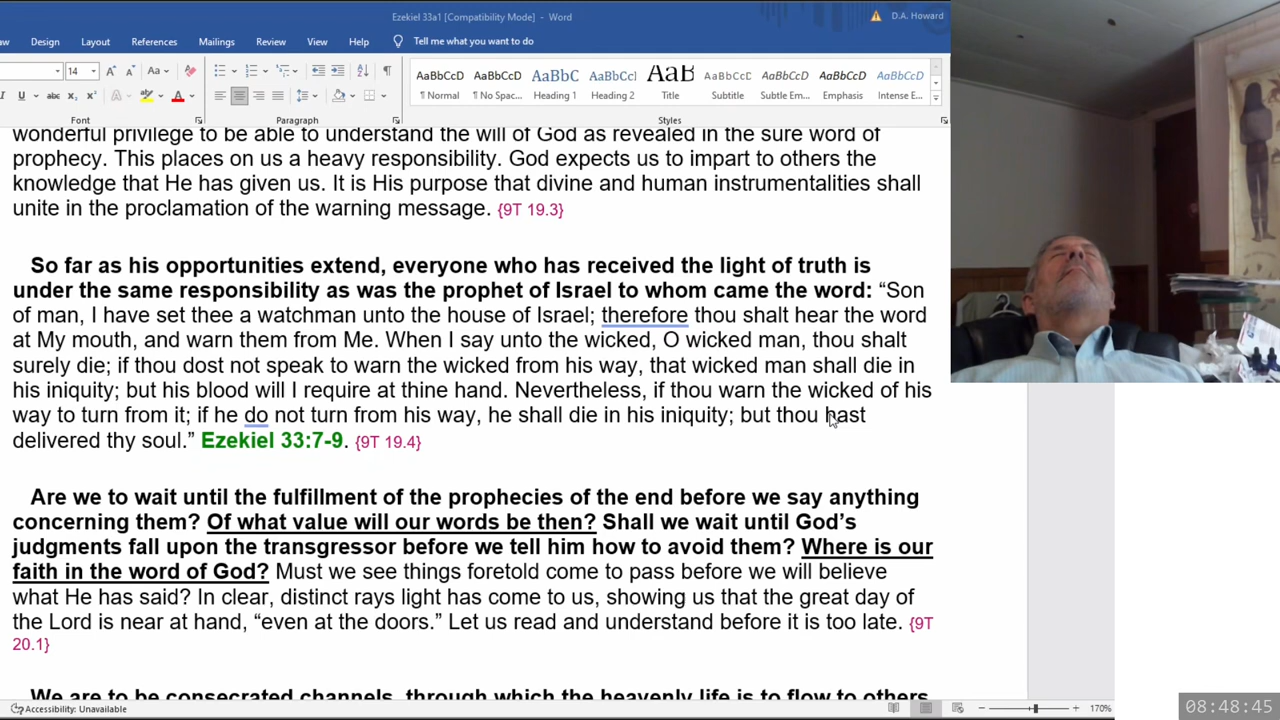 Ezekiel 33a1 [Compatibility Mode] - Word
D.A. Howard
Design Layout References Mailings Review View Help Tell me what you want to do
14 Aa
U abc X₂ X² A
AaBbCcD AaBbCcD AaBbC AaBbCcI AaB AaBbCcD AaBbCcD AaBbCcD AaBbCcD
¶ Normal ¶ No Spac... Heading 1 Heading 2 Title Subtitle Subtle Em... Emphasis Intense E...
Font Paragraph Styles
wonderful privilege to be able to understand the will of God as revealed in the sure word of
prophecy. This places on us a heavy responsibility. God expects us to impart to others the
knowledge that He has given us. It is His purpose that divine and human instrumentalities shall
unite in the proclamation of the warning message. {9T 19.3}
So far as his opportunities extend, everyone who has received the light of truth is
under the same responsibility as was the prophet of Israel to whom came the word: “Son
of man, I have set thee a watchman unto the house of Israel; therefore thou shalt hear the word
at My mouth, and warn them from Me. When I say unto the wicked, O wicked man, thou shalt
surely die; if thou dost not speak to warn the wicked from his way, that wicked man shall die in
his iniquity; but his blood will I require at thine hand. Nevertheless, if thou warn the wicked of his
way to turn from it; if he do not turn from his way, he shall die in his iniquity; but thou hast
delivered thy soul.” Ezekiel 33:7-9. {9T 19.4}
Are we to wait until the fulfillment of the prophecies of the end before we say anything
concerning them? Of what value will our words be then? Shall we wait until God’s
judgments fall upon the transgressor before we tell him how to avoid them? Where is our
faith in the word of God? Must we see things foretold come to pass before we will believe
what He has said? In clear, distinct rays light has come to us, showing us that the great day of
the Lord is near at hand, “even at the doors.” Let us read and understand before it is too late. {9T
20.1}
We are to be consecrated channels, through which the heavenly life is to flow to others.
Accessibility: Unavailable
170%
08:48:45